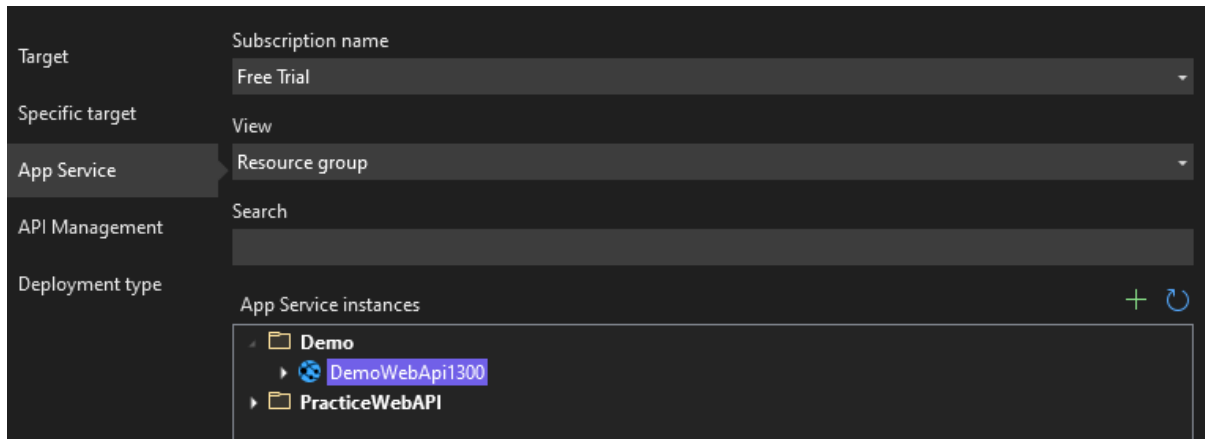 Target
Specific target
App Service
API Management
Deployment type
Subscription name
Free Trial
View
Resource group
Search
App Service instances
Demo
DemoWebApi1300
PracticeWebAPI